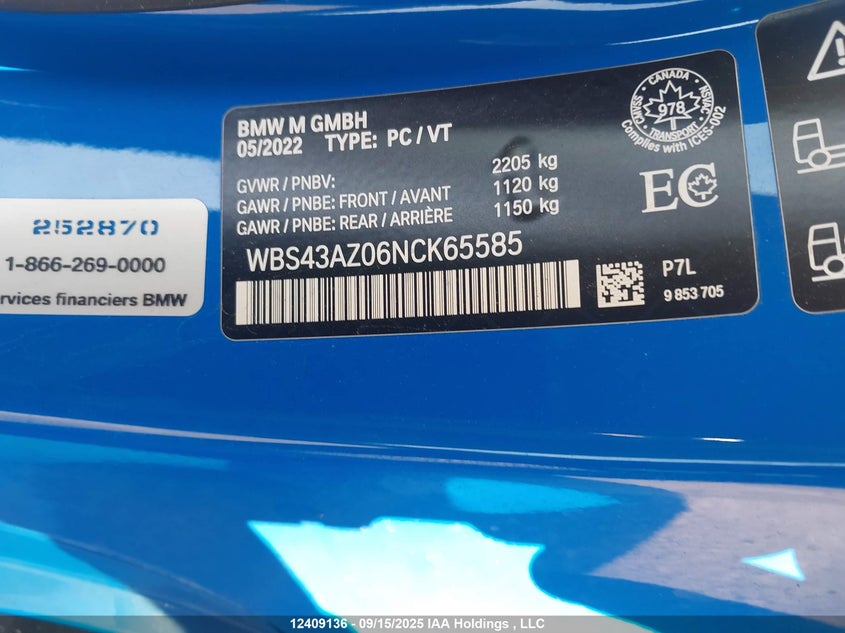 BMW M GMBH
05/2022 TYPE: PC / VT
GVWR / PNBV: 2205 kg
GAWR / PNBE: FRONT / AVANT 1120 kg
GAWR / PNBE: REAR / ARRIÈRE 1150 kg
WBS43AZ06NCK65585
CANADA
978
TRANSPORT
CMVSS
NSVAC
Complies with ICES-002
EC
P7L
9 853 705
252870
1-866-269-0000
rvices financiers BMW
12409136 - 09/15/2025 IAA Holdings , LLC